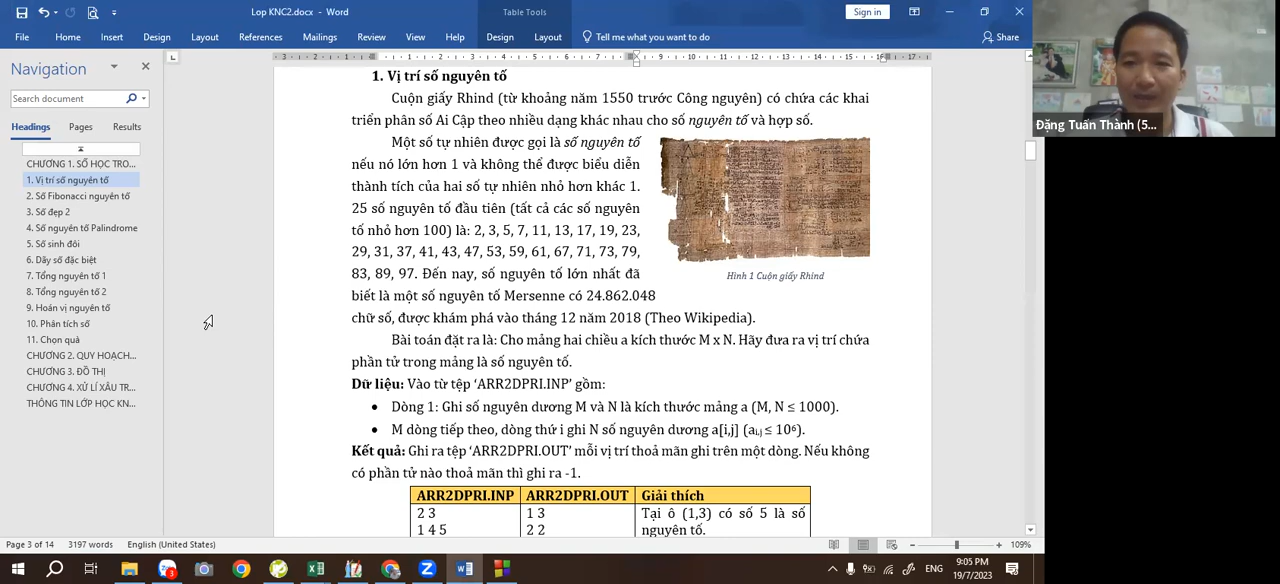 Lop KNC2.docx - Word
Table Tools
Sign in
File
Home
Insert
Design
Layout
References
Mailings
Review
View
Help
Design
Layout
Tell me what you want to do
Share
Navigation
Search document
Headings
Pages
Results
CHƯƠNG 1. SỐ HỌC TRO...
1. Vị trí số nguyên tố
2. Số Fibonacci nguyên tố
3. Số đẹp 2
4. Số nguyên tố Palindrome
5. Số sinh đôi
6. Dãy số đặc biệt
7. Tổng nguyên tố 1
8. Tổng nguyên tố 2
9. Hoán vị nguyên tố
10. Phân tích số
11. Chọn quà
CHƯƠNG 2. QUY HOẠCH...
CHƯƠNG 3. ĐỒ THỊ
CHƯƠNG 4. XỬ LÍ XÂU TR...
THÔNG TIN LỚP HỌC KN...
3 2 1 1 2 3 4 5 6 7 9 10 11 12 13 14 15 16 17
1. Vị trí số nguyên tố
Cuộn giấy Rhind (từ khoảng năm 1550 trước Công nguyên) có chứa các khai
triển phân số Ai Cập theo nhiều dạng khác nhau cho số nguyên tố và hợp số.
Một số tự nhiên được gọi là số nguyên tố
nếu nó lớn hơn 1 và không thể được biểu diễn
thành tích của hai số tự nhiên nhỏ hơn khác 1.
25 số nguyên tố đầu tiên (tất cả các số nguyên
tố nhỏ hơn 100) là: 2, 3, 5, 7, 11, 13, 17, 19, 23,
29, 31, 37, 41, 43, 47, 53, 59, 61, 67, 71, 73, 79,
83, 89, 97. Đến nay, số nguyên tố lớn nhất đã
biết là một số nguyên tố Mersenne có 24.862.048
chữ số, được khám phá vào tháng 12 năm 2018 (Theo Wikipedia).
Hình 1 Cuộn giấy Rhind
Bài toán đặt ra là: Cho mảng hai chiều a kích thước M x N. Hãy đưa ra vị trí chứa
phần tử trong mảng là số nguyên tố.
Dữ liệu: Vào từ tệp ‘ARR2DPRI.INP’ gồm:
• Dòng 1: Ghi số nguyên dương M và N là kích thước mảng a (M, N ≤ 1000).
• M dòng tiếp theo, dòng thứ i ghi N số nguyên dương a[i,j] (aᵢ,ⱼ ≤ 10⁶).
Kết quả: Ghi ra tệp ‘ARR2DPRI.OUT’ mỗi vị trí thoả mãn ghi trên một dòng. Nếu không
có phần tử nào thoả mãn thì ghi ra -1.
ARR2DPRI.INP ARR2DPRI.OUT Giải thích
2 3 1 3 Tại ô (1,3) có số 5 là số
1 4 5 2 2 nguyên tố.
Đặng Tuấn Thành (5...
Page 3 of 14
3197 words
English (United States)
109%
ENG
9:05 PM
19/7/2023